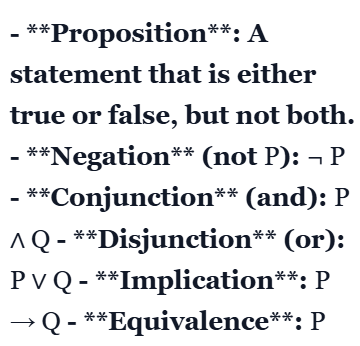 - **Proposition**: A
statement that is either
true or false, but not both.
- **Negation** (not P): ¬ P
- **Conjunction** (and): P
∧ Q - **Disjunction** (or):
P ∨ Q - **Implication**: P
→ Q - **Equivalence**: P